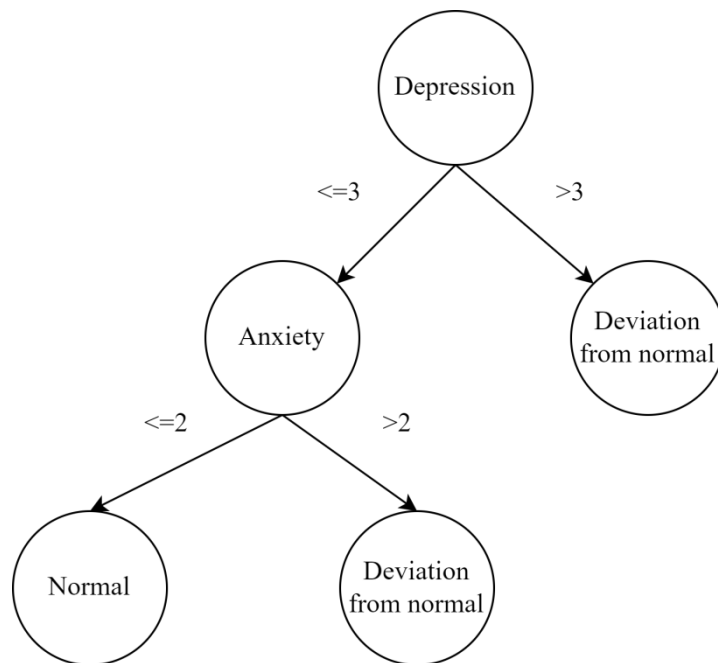 Depression
<=3
>3
Anxiety
Deviation
from normal
<=2
>2
Normal
Deviation
from normal